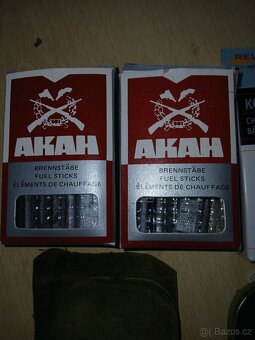 AKAH
BRENNSTÄBE
FUEL STICKS
ÉLÉMENTS DE CHAUFFAGE
AKAH
BRENNSTÄBE
FUEL STICKS
ÉLÉMENTS DE CHAUFFAGE
©Bazos.cz